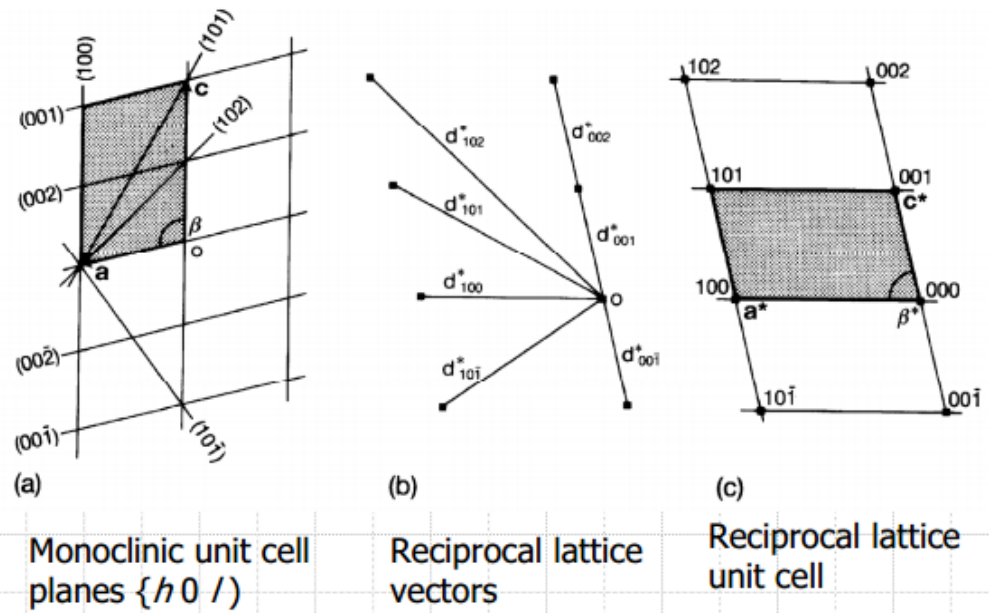 (100)
(101)
(001)
c
(102)
(002)
β
o
a
(002̄)
(001̄)
(101̄)
(a)
d*102
d*101
d*100
d*101̄
d*002
d*001
O
d*001̄
(b)
102
002
101
001
c*
100
000
a*
β*
101̄
001̄
(c)
Monoclinic unit cell
planes {h 0 l)
Reciprocal lattice
vectors
Reciprocal lattice
unit cell